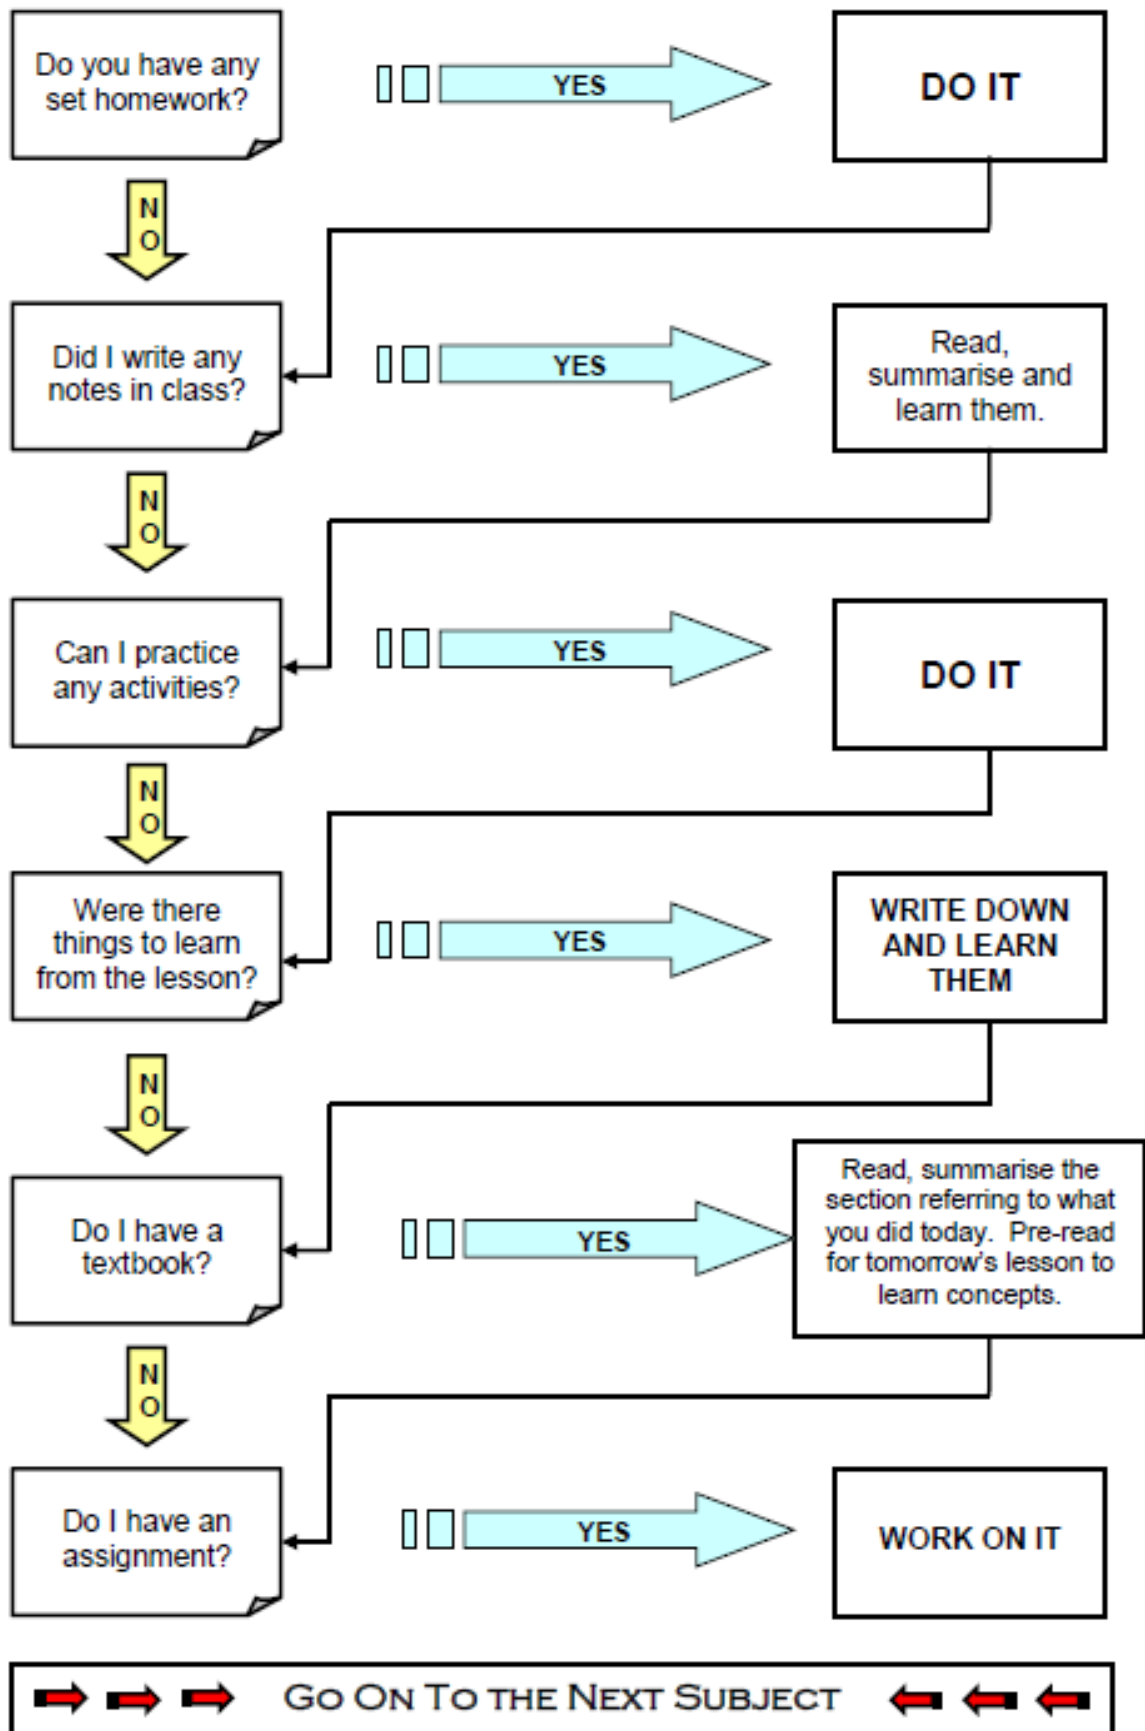 Do you have any
set homework?
YES
DO IT
N
O
Did I write any
notes in class?
YES
Read,
summarise and
learn them.
N
O
Can I practice
any activities?
YES
DO IT
N
O
Were there
things to learn
from the lesson?
YES
WRITE DOWN
AND LEARN
THEM
N
O
Do I have a
textbook?
YES
Read, summarise the
section referring to what
you did today.  Pre-read
for tomorrow's lesson to
learn concepts.
N
O
Do I have an
assignment?
YES
WORK ON IT
GO ON TO THE NEXT SUBJECT